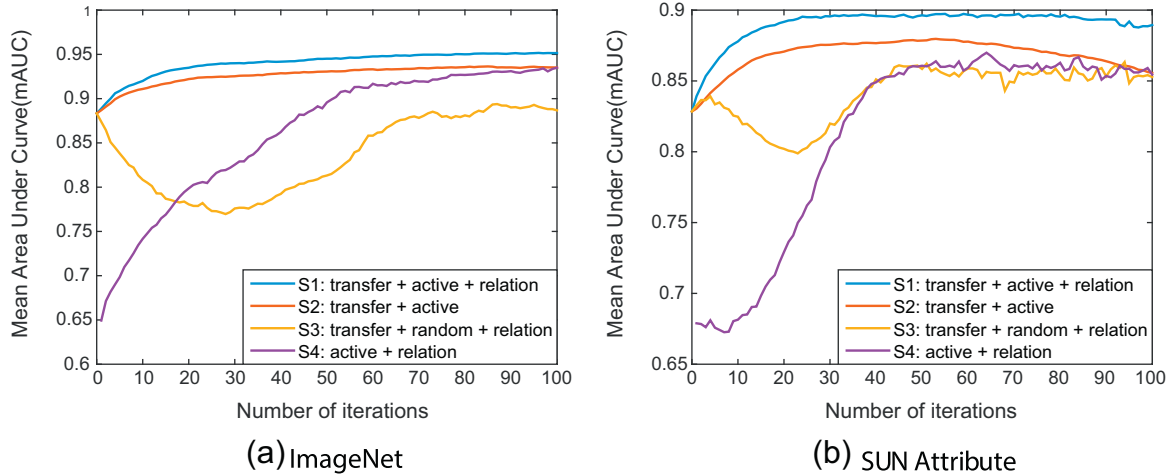 Mean Area Under Curve(mAUC)
1
0.95
0.9
0.85
0.8
0.75
0.7
0.65
0.6
0 10 20 30 40 50 60 70 80 90 100
Number of iterations
S1: transfer + active + relation
S2: transfer + active
S3: transfer + random + relation
S4: active + relation
(a) ImageNet
Mean Area Under Curve(mAUC)
0.9
0.85
0.8
0.75
0.7
0.65
0 10 20 30 40 50 60 70 80 90 100
Number of iterations
S1: transfer + active + relation
S2: transfer + active
S3: transfer + random + relation
S4: active + relation
(b) SUN Attribute